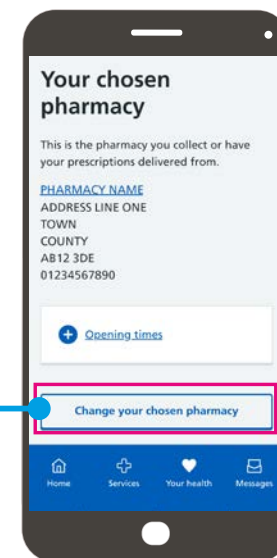 Your chosen
pharmacy
This is the pharmacy you collect or have
your prescriptions delivered from.
PHARMACY NAME
ADDRESS LINE ONE
TOWN
COUNTY
AB12 3DE
01234567890
Opening times
Change your chosen pharmacy
Home Services Your health Messages